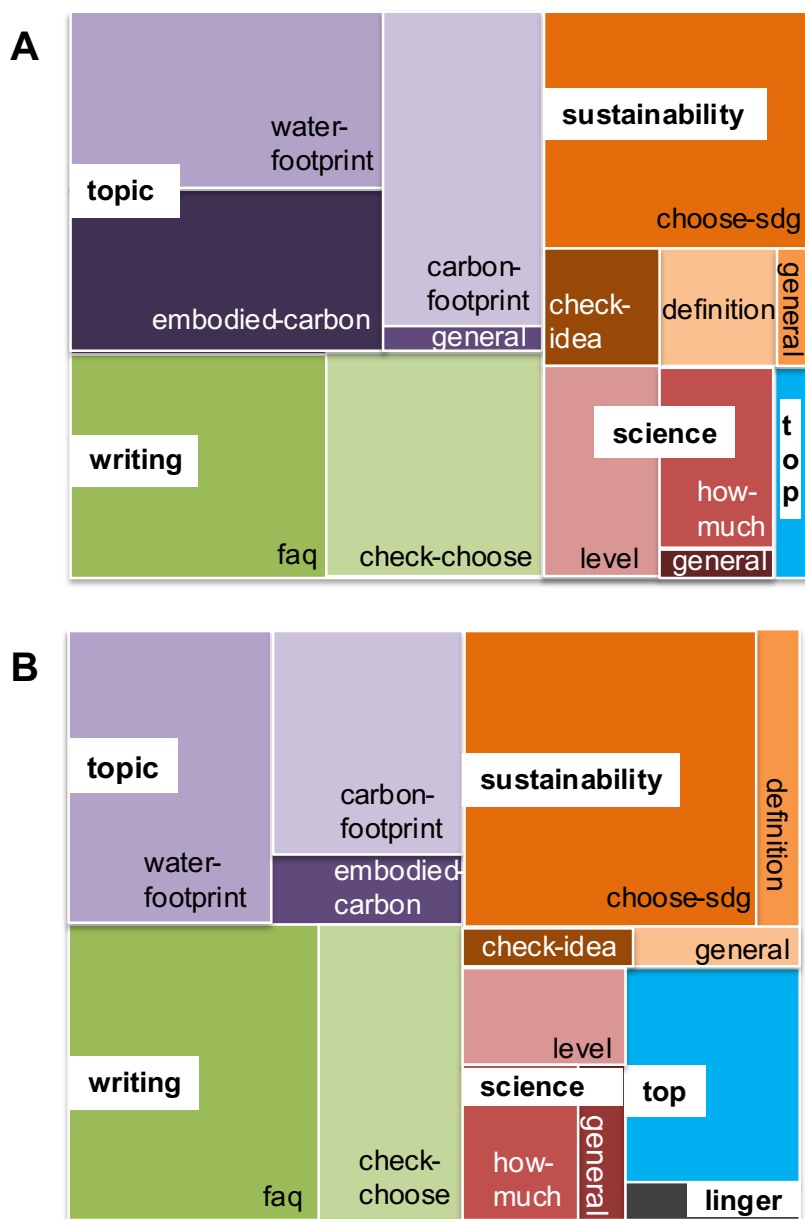 A
water-
footprint
topic
embodied-carbon
carbon-
footprint
general
sustainability
choose-sdg
check-
idea
definition
general
writing
faq
check-choose
science
level
how-
much
general
t
o
p
B
topic
water-
footprint
carbon-
footprint
embodied-
carbon
sustainability
choose-sdg
definition
check-idea
general
writing
faq
check-
choose
level
science
how-
much
general
top
linger